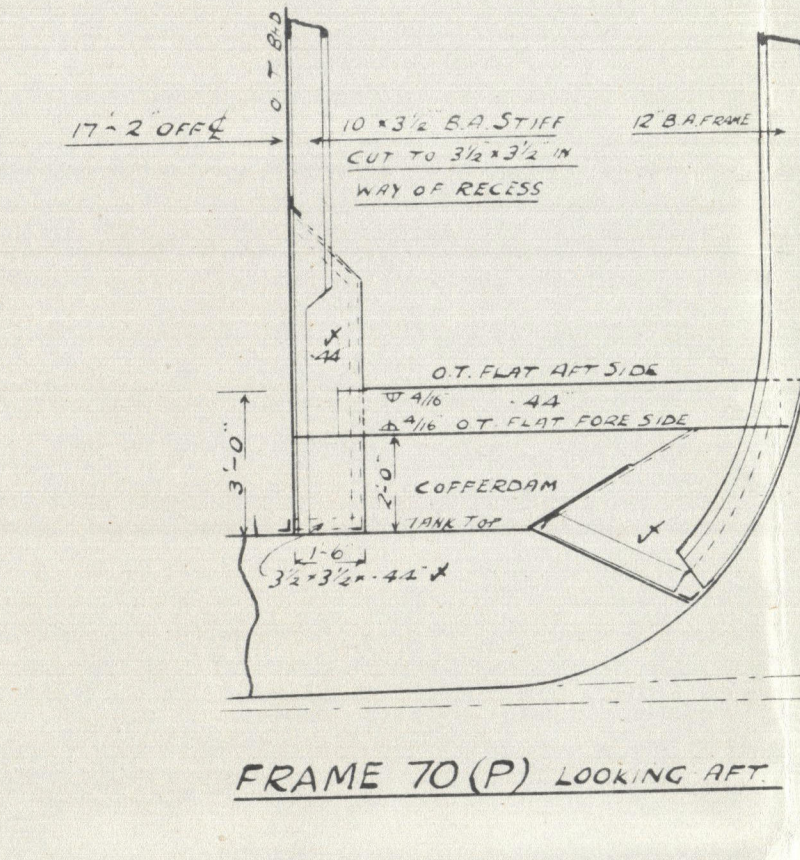 O T BHD
17'-2" OFF ℄
10 × 3½ B.A. STIFF
CUT TO 3½ × 3½ IN
WAY OF RECESS
12" B.A. FRAME
.44
O.T. FLAT AFT SIDE
4/16 .44
4/16 O.T. FLAT FORE SIDE
3'-0"
2'-0"
COFFERDAM
TANK TOP
1-6
3½ × 3½ × .44
FRAME 70 (P) LOOKING AFT.